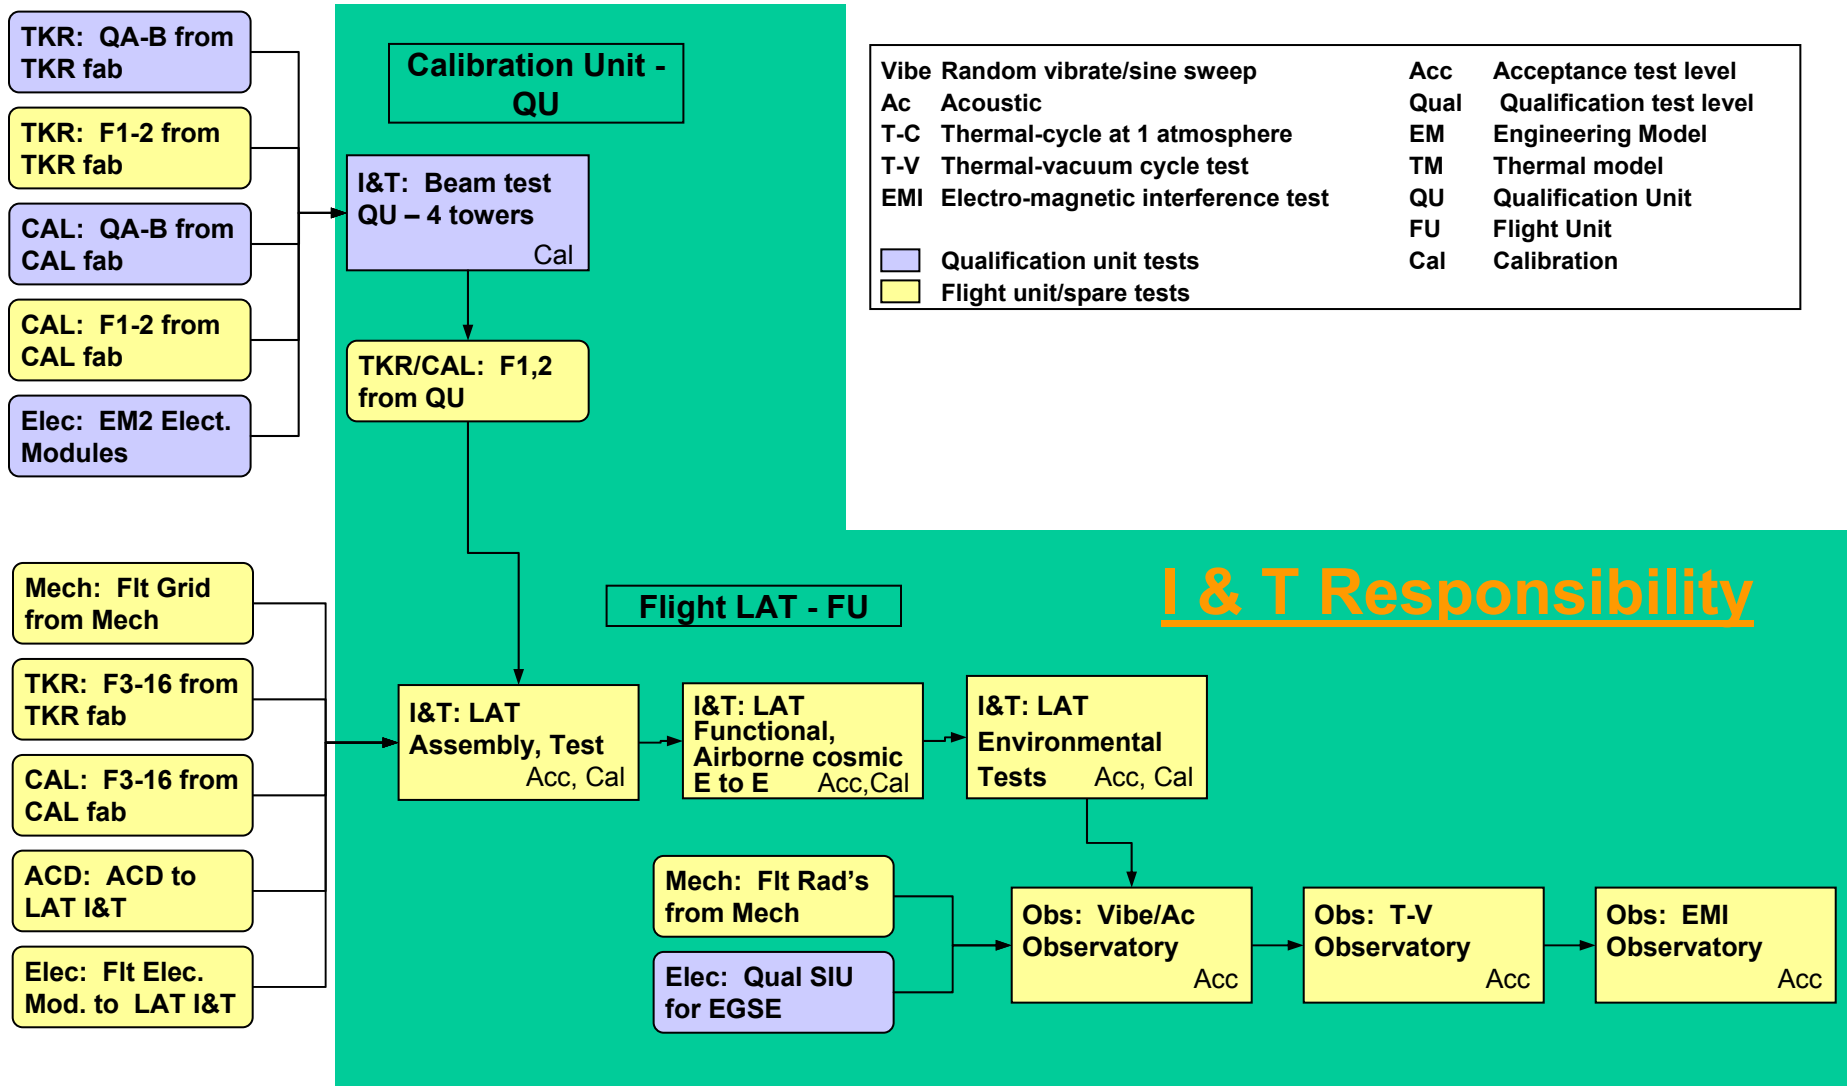 TKR: QA-B from
TKR fab
TKR: F1-2 from
TKR fab
CAL: QA-B from
CAL fab
CAL: F1-2 from
CAL fab
Elec: EM2 Elect.
Modules
Calibration Unit -
QU
I&T: Beam test
QU – 4 towers
Cal
TKR/CAL: F1,2
from QU
Vibe Random vibrate/sine sweep
Ac Acoustic
T-C Thermal-cycle at 1 atmosphere
T-V Thermal-vacuum cycle test
EMI Electro-magnetic interference test
Qualification unit tests
Flight unit/spare tests
Acc Acceptance test level
Qual Qualification test level
EM Engineering Model
TM Thermal model
QU Qualification Unit
FU Flight Unit
Cal Calibration
I & T Responsibility
Flight LAT - FU
Mech: Flt Grid
from Mech
TKR: F3-16 from
TKR fab
CAL: F3-16 from
CAL fab
ACD: ACD to
LAT I&T
Elec: Flt Elec.
Mod. to LAT I&T
I&T: LAT
Assembly, Test
Acc, Cal
I&T: LAT
Functional,
Airborne cosmic
E to E Acc,Cal
I&T: LAT
Environmental
Tests Acc, Cal
Mech: Flt Rad's
from Mech
Elec: Qual SIU
for EGSE
Obs: Vibe/Ac
Observatory
Acc
Obs: T-V
Observatory
Acc
Obs: EMI
Observatory
Acc